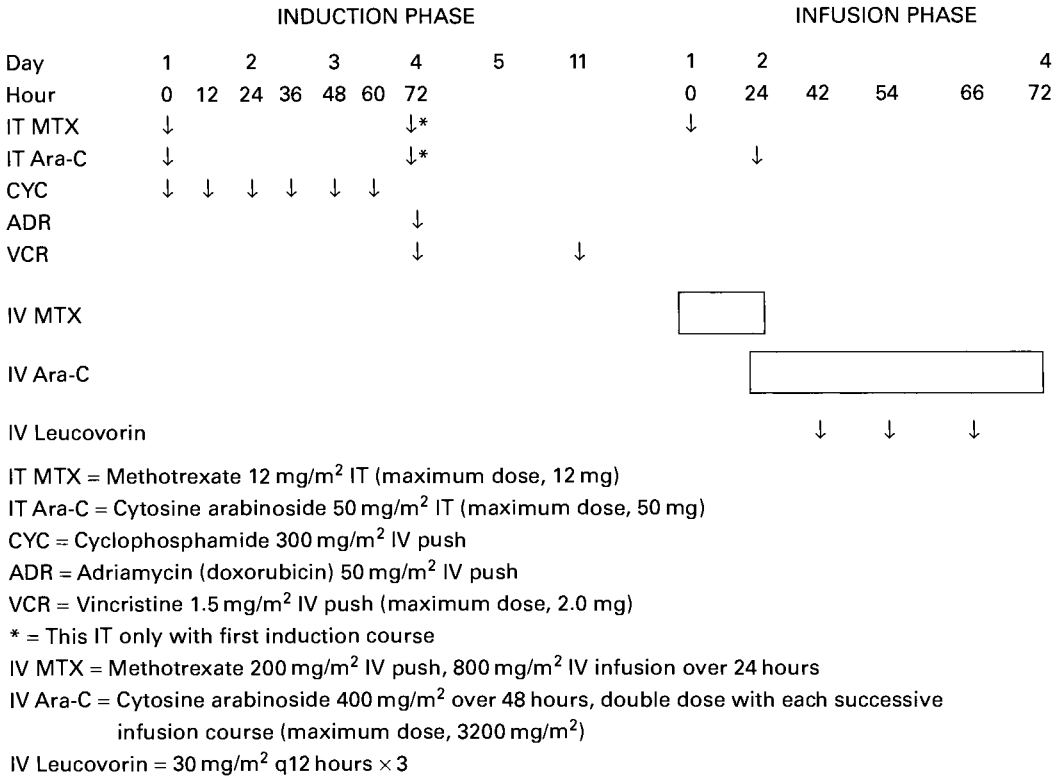 INDUCTION PHASE INFUSION PHASE
Day 1 2 3 4 5 11 1 2 4
Hour 0 12 24 36 48 60 72 0 24 42 54 66 72
IT MTX ↓ ↓* ↓
IT Ara-C ↓ ↓* ↓
CYC ↓ ↓ ↓ ↓ ↓ ↓
ADR ↓
VCR ↓ ↓
IV MTX
IV Ara-C
IV Leucovorin ↓ ↓ ↓
IT MTX = Methotrexate 12 mg/m² IT (maximum dose, 12 mg)
IT Ara-C = Cytosine arabinoside 50 mg/m² IT (maximum dose, 50 mg)
CYC = Cyclophosphamide 300 mg/m² IV push
ADR = Adriamycin (doxorubicin) 50 mg/m² IV push
VCR = Vincristine 1.5 mg/m² IV push (maximum dose, 2.0 mg)
* = This IT only with first induction course
IV MTX = Methotrexate 200 mg/m² IV push, 800 mg/m² IV infusion over 24 hours
IV Ara-C = Cytosine arabinoside 400 mg/m² over 48 hours, double dose with each successive
infusion course (maximum dose, 3200 mg/m²)
IV Leucovorin = 30 mg/m² q12 hours × 3